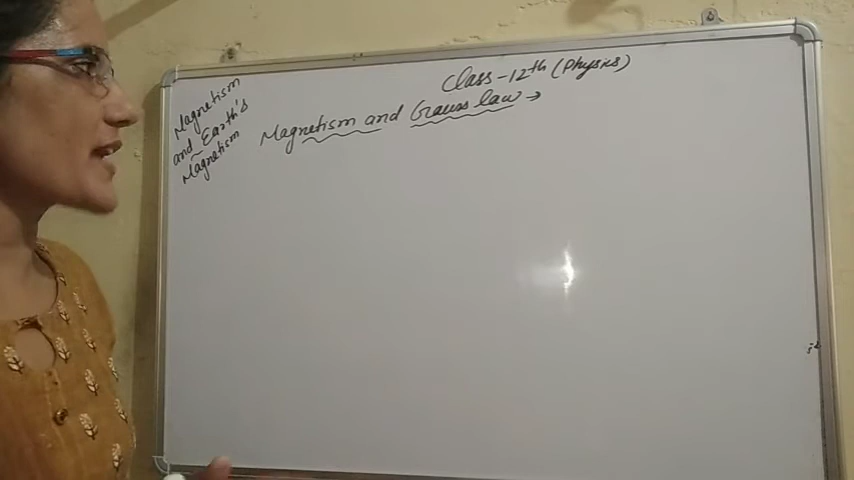 Class-12th (Physics)
Magnetism
and Earth's
Magnetism
Magnetism and Gauss law →